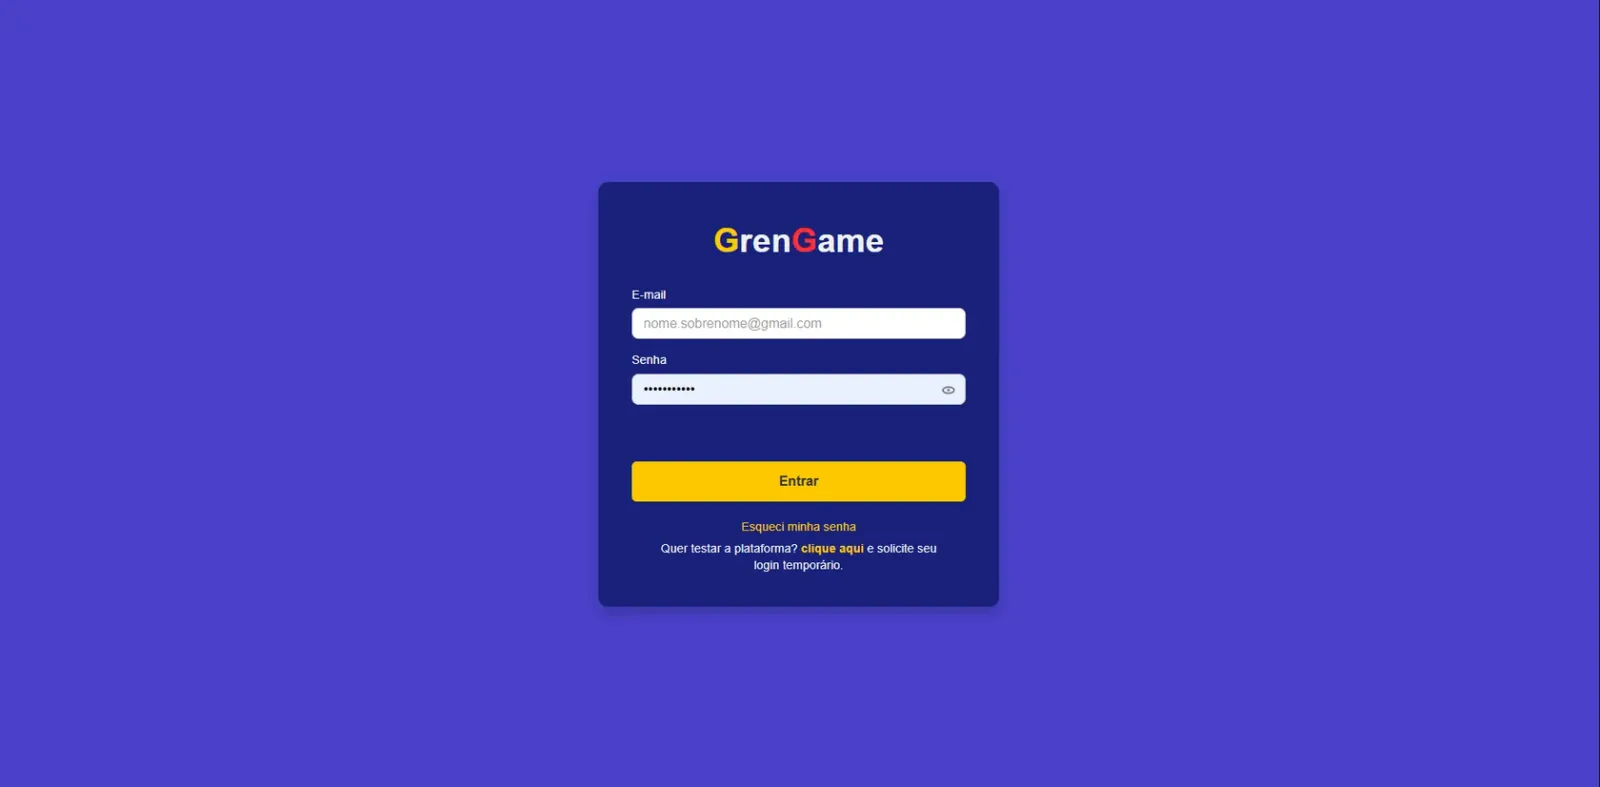 GrenGame
E-mail
nome.sobrenome@gmail.com
Senha
•••••••••••
Entrar
Esqueci minha senha
Quer testar a plataforma? clique aqui e solicite seu
login temporário.